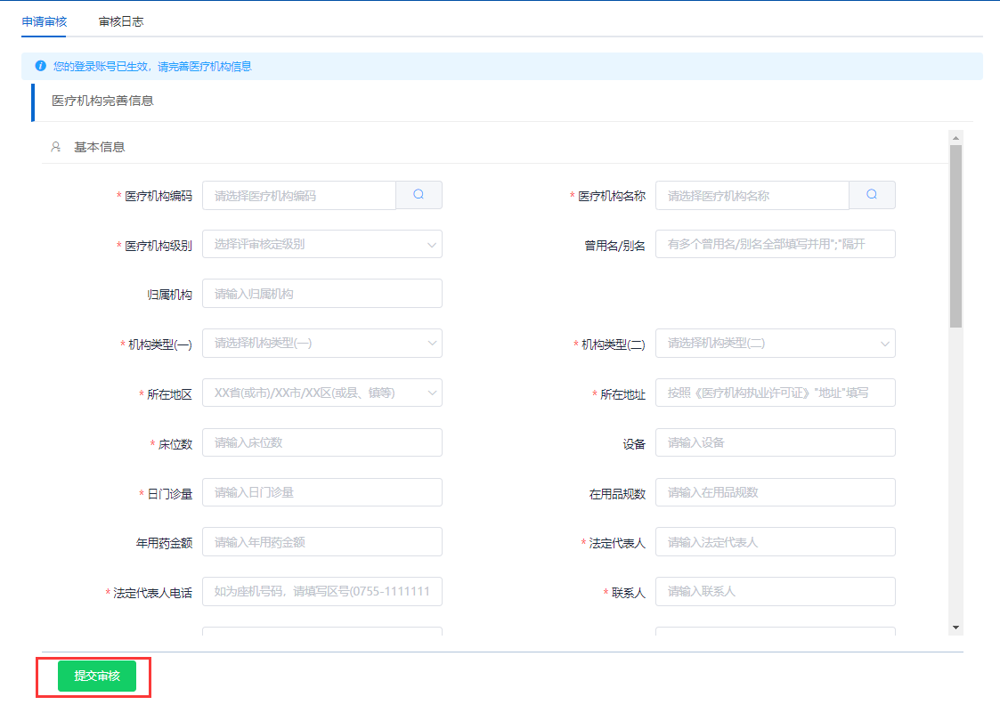 申请审核 审核日志
您的登录账号已生效，请完善医疗机构信息
医疗机构完善信息
基本信息
* 医疗机构编码 请选择医疗机构编码 * 医疗机构名称 请选择医疗机构名称
* 医疗机构级别 选择评审核定级别 曾用名/别名 有多个曾用名/别名全部填写并用";"隔开
归属机构 请输入归属机构
* 机构类型(一) 请选择机构类型(一) * 机构类型(二) 请选择机构类型(二)
* 所在地区 XX省(或市)/XX市/XX区(或县、镇等) * 所在地址 按照《医疗机构执业许可证》"地址"填写
* 床位数 请输入床位数 设备 请输入设备
* 日门诊量 请输入日门诊量 在用品规数 请输入在用品规数
年用药金额 请输入年用药金额 * 法定代表人 请输入法定代表人
* 法定代表人电话 如为座机号码，请填写区号(0755-1111111 * 联系人 请输入联系人
提交审核